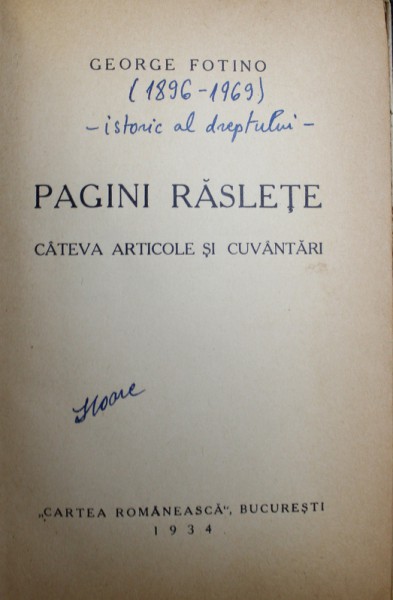 GEORGE FOTINO
(1896-1969)
- istoric al dreptului -
PAGINI RĂSLEȚE
CÂTEVA ARTICOLE ȘI CUVÂNTĂRI
„CARTEA ROMÂNEASCĂ“, BUCUREȘTI
1934